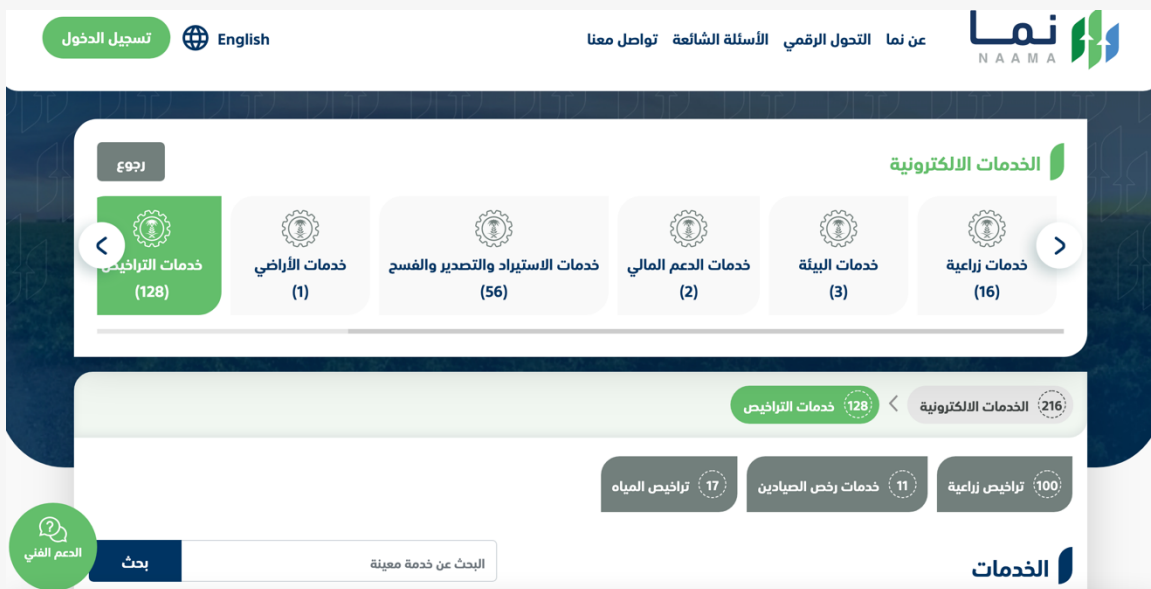 نما
NAAMA
عن نما
التحول الرقمي
الأسئلة الشائعة
تواصل معنا
English
تسجيل الدخول
الخدمات الالكترونية
رجوع
خدمات زراعية
(16)
خدمات البيئة
(3)
خدمات الدعم المالي
(2)
خدمات الاستيراد والتصدير والفسح
(56)
خدمات الأراضي
(1)
خدمات التراخيص
(128)
216 الخدمات الالكترونية
128 خدمات التراخيص
100 تراخيص زراعية
11 خدمات رخص الصيادين
17 تراخيص المياه
الخدمات
البحث عن خدمة معينة
بحث
الدعم الفني